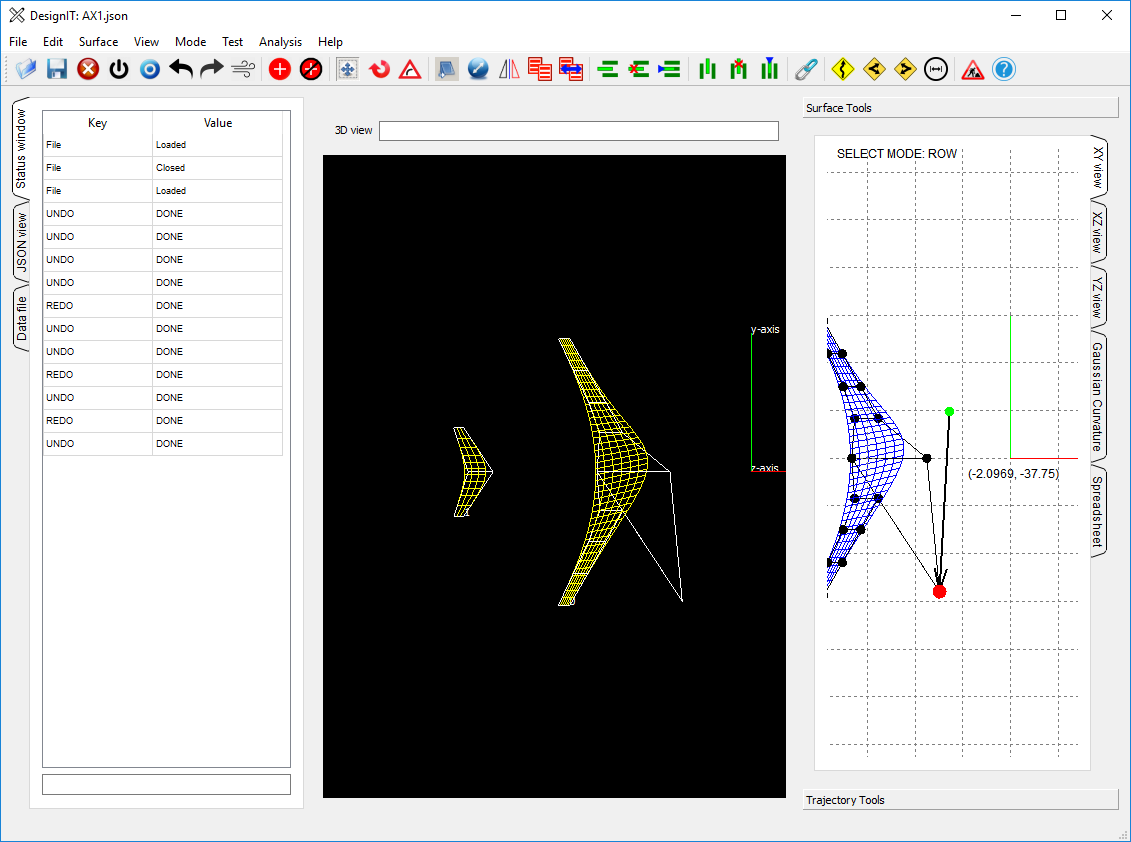 DesignIT: AX1.json
File Edit Surface View Mode Test Analysis Help
Status window
JSON view
Data file
Key Value
File Loaded
File Closed
File Loaded
UNDO DONE
UNDO DONE
UNDO DONE
UNDO DONE
REDO DONE
UNDO DONE
UNDO DONE
REDO DONE
UNDO DONE
REDO DONE
UNDO DONE
3D view
y-axis
z-axis
Surface Tools
SELECT MODE: ROW
(-2.0969, -37.75)
XY view
XZ view
YZ view
Gaussian Curvature
Spreadsheet
Trajectory Tools